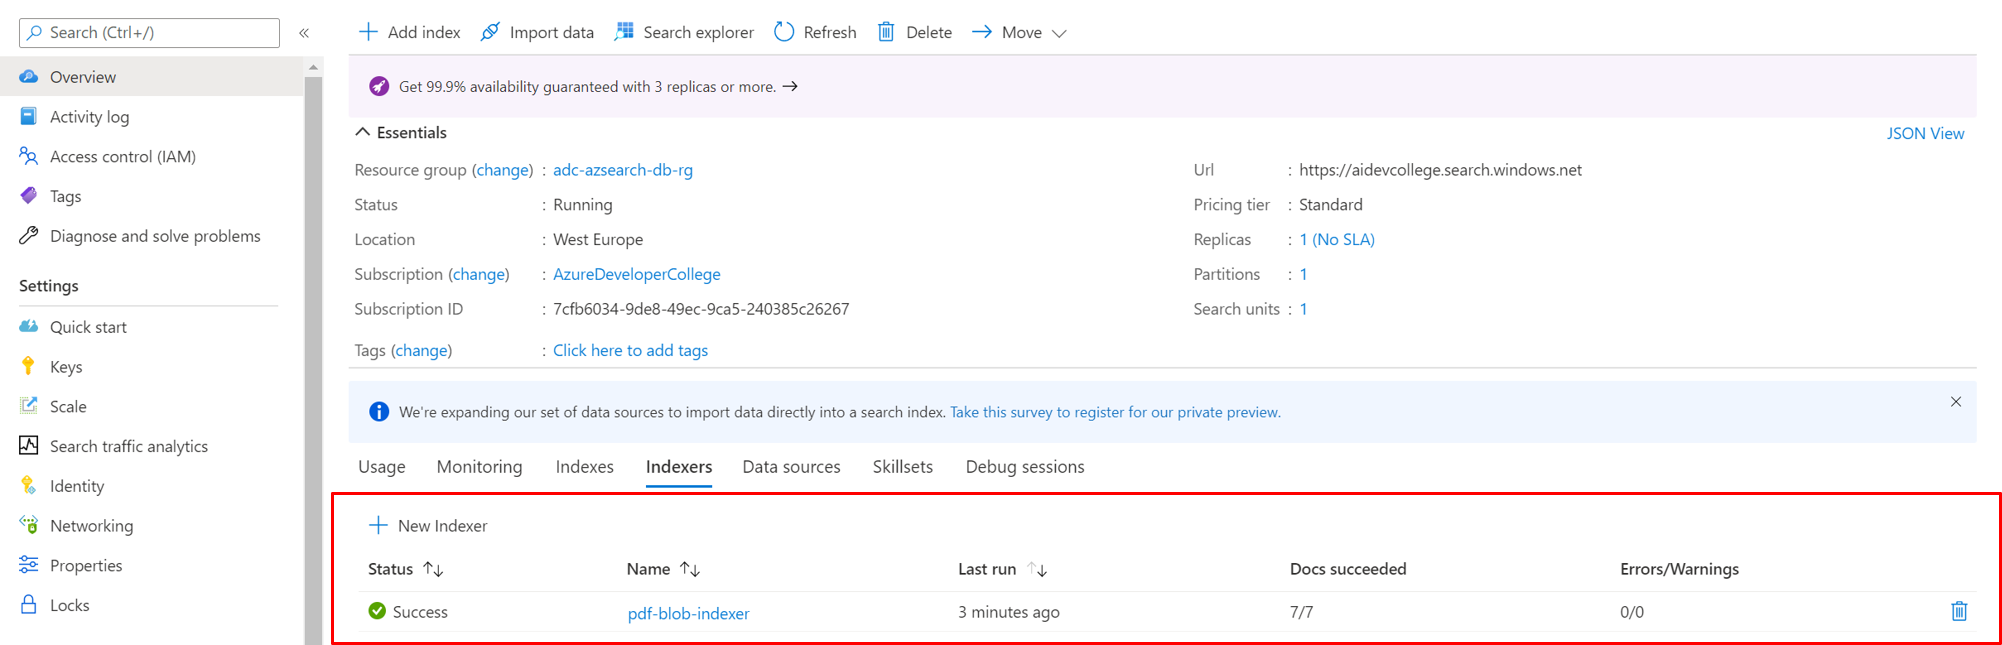 Search (Ctrl+/)
«
Overview
Activity log
Access control (IAM)
Tags
Diagnose and solve problems
Settings
Quick start
Keys
Scale
Search traffic analytics
Identity
Networking
Properties
Locks
Add index Import data Search explorer Refresh Delete Move
Get 99.9% availability guaranteed with 3 replicas or more. →
Essentials
JSON View
Resource group (change) : adc-azsearch-db-rg
Status : Running
Location : West Europe
Subscription (change) : AzureDeveloperCollege
Subscription ID : 7cfb6034-9de8-49ec-9ca5-240385c26267
Tags (change) : Click here to add tags
Url : https://aidevcollege.search.windows.net
Pricing tier : Standard
Replicas : 1 (No SLA)
Partitions : 1
Search units : 1
We're expanding our set of data sources to import data directly into a search index. Take this survey to register for our private preview.
Usage Monitoring Indexes Indexers Data sources Skillsets Debug sessions
New Indexer
Status Name Last run Docs succeeded Errors/Warnings
Success pdf-blob-indexer 3 minutes ago 7/7 0/0